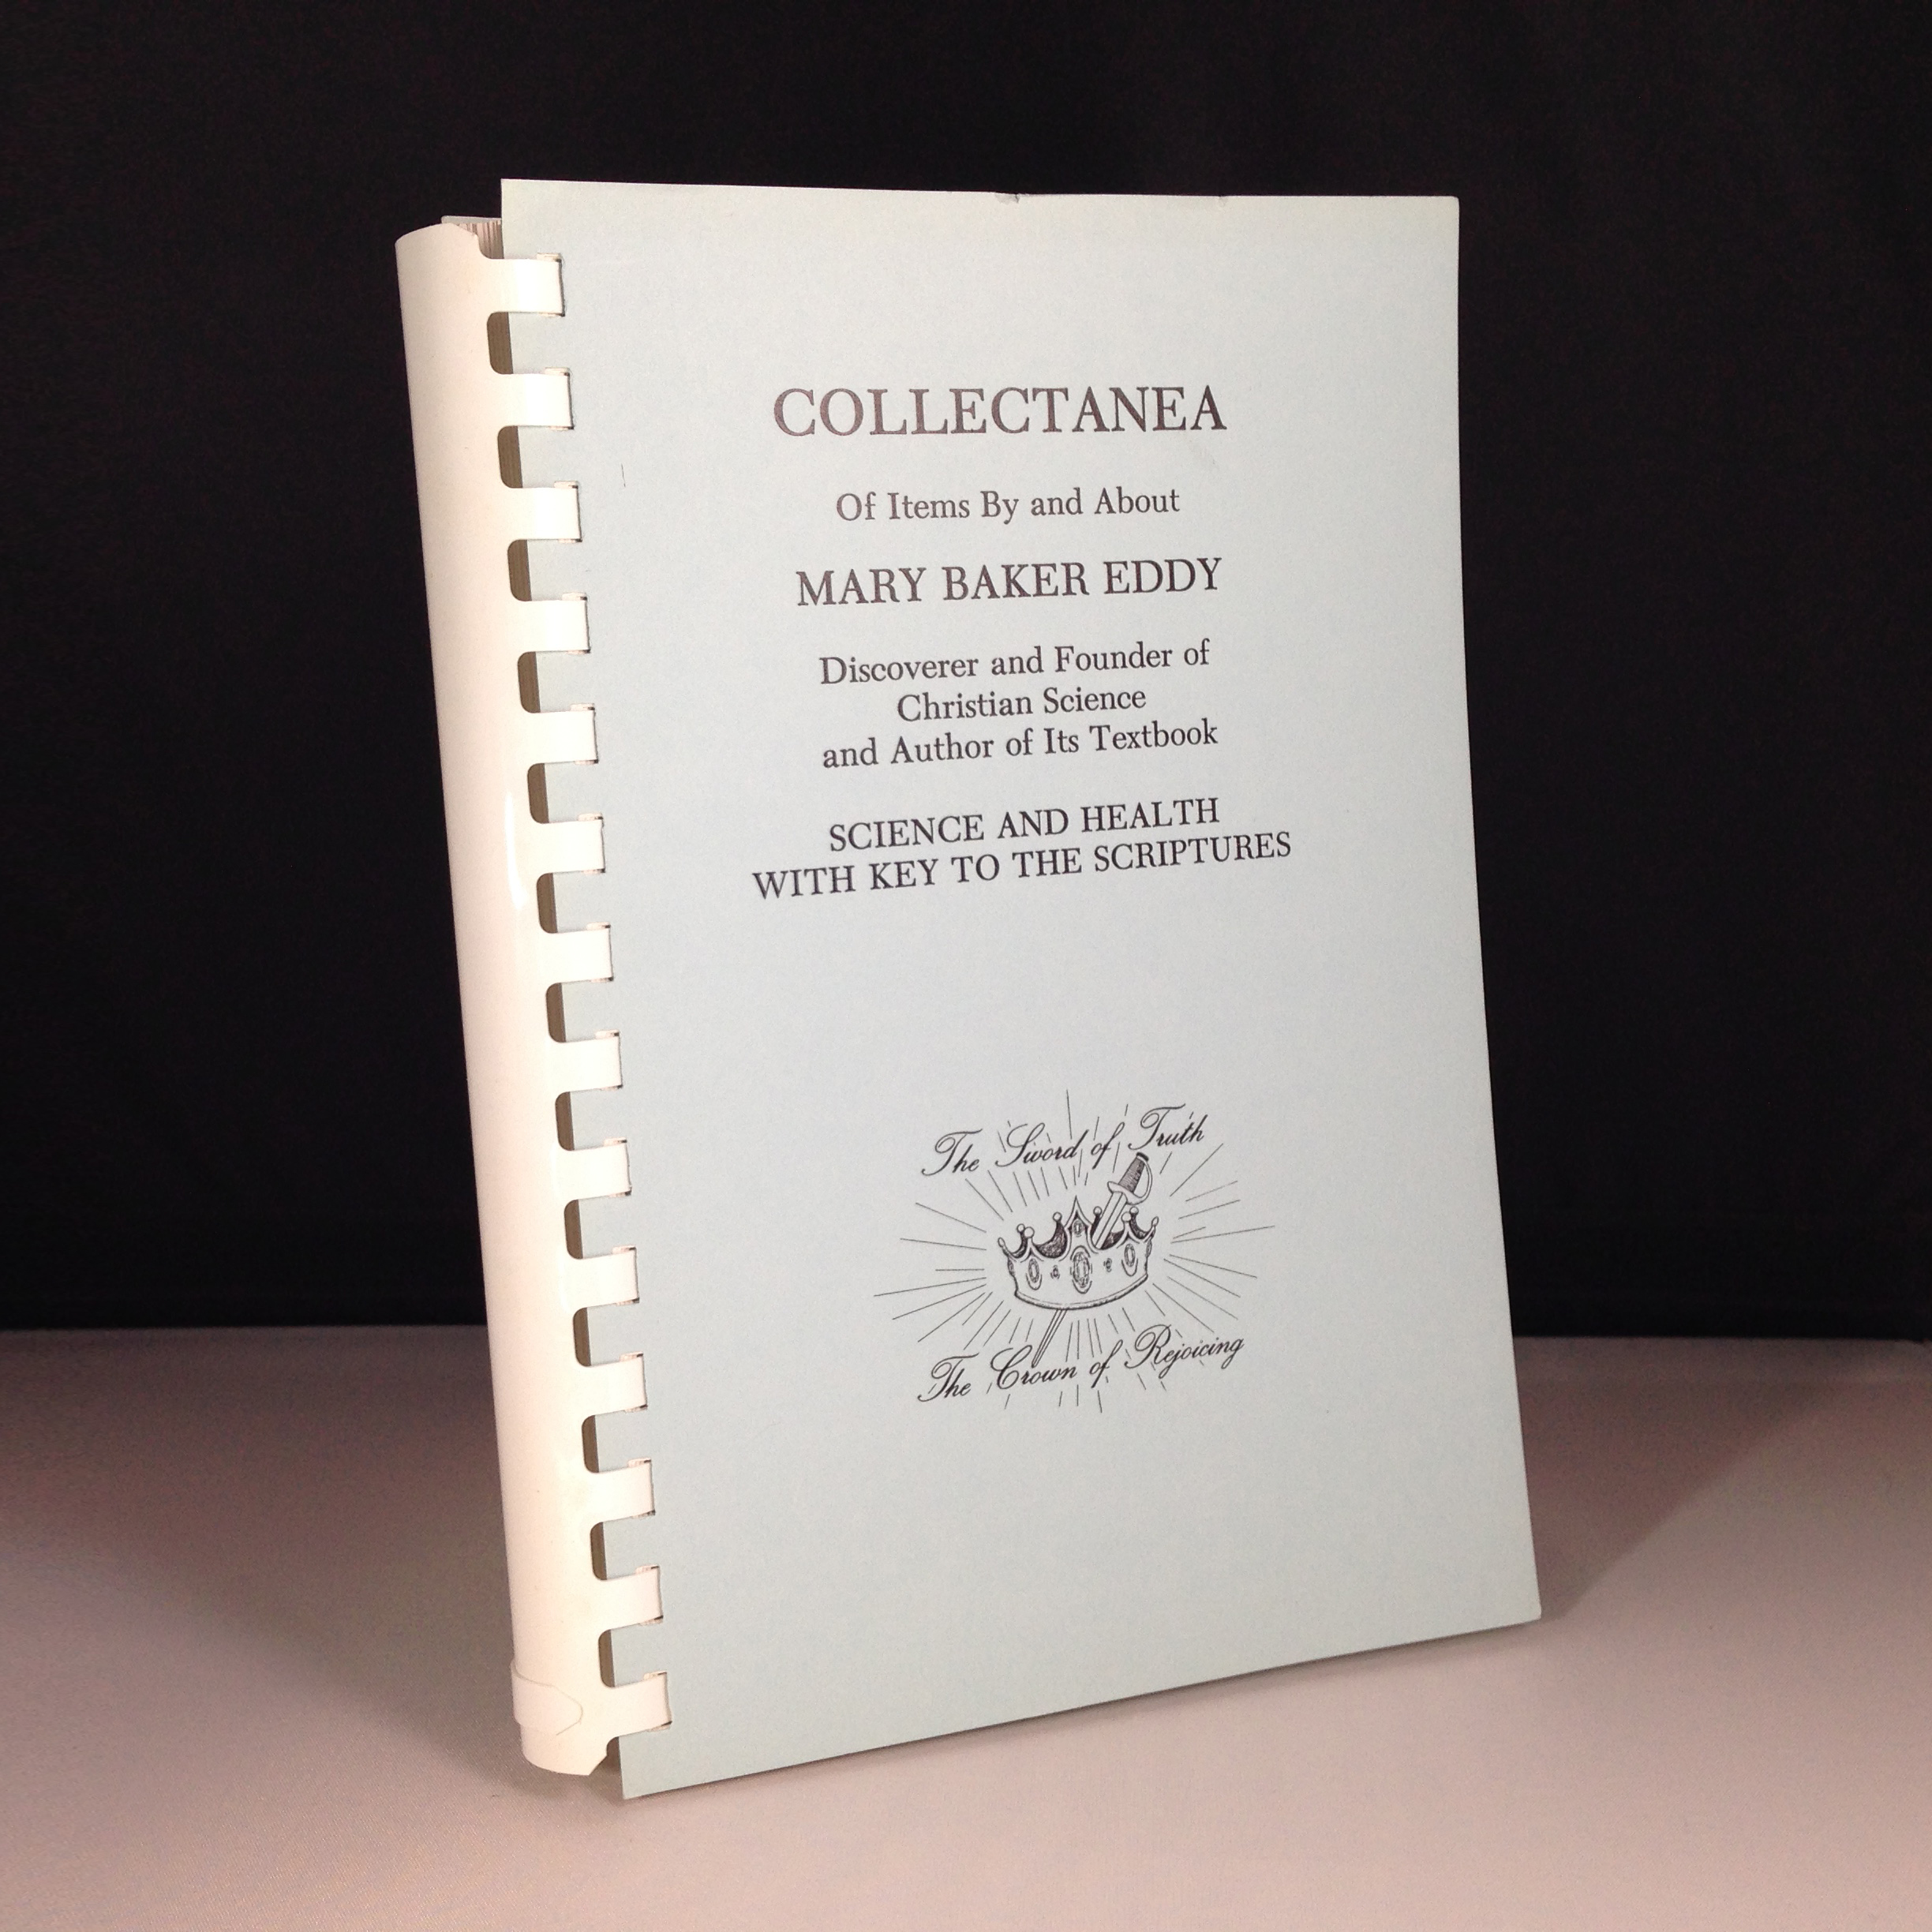 COLLECTANEA
Of Items By and About
MARY BAKER EDDY
Discoverer and Founder of
Christian Science
and Author of Its Textbook
SCIENCE AND HEALTH
WITH KEY TO THE SCRIPTURES
The Sword of Truth
The Crown of Rejoicing